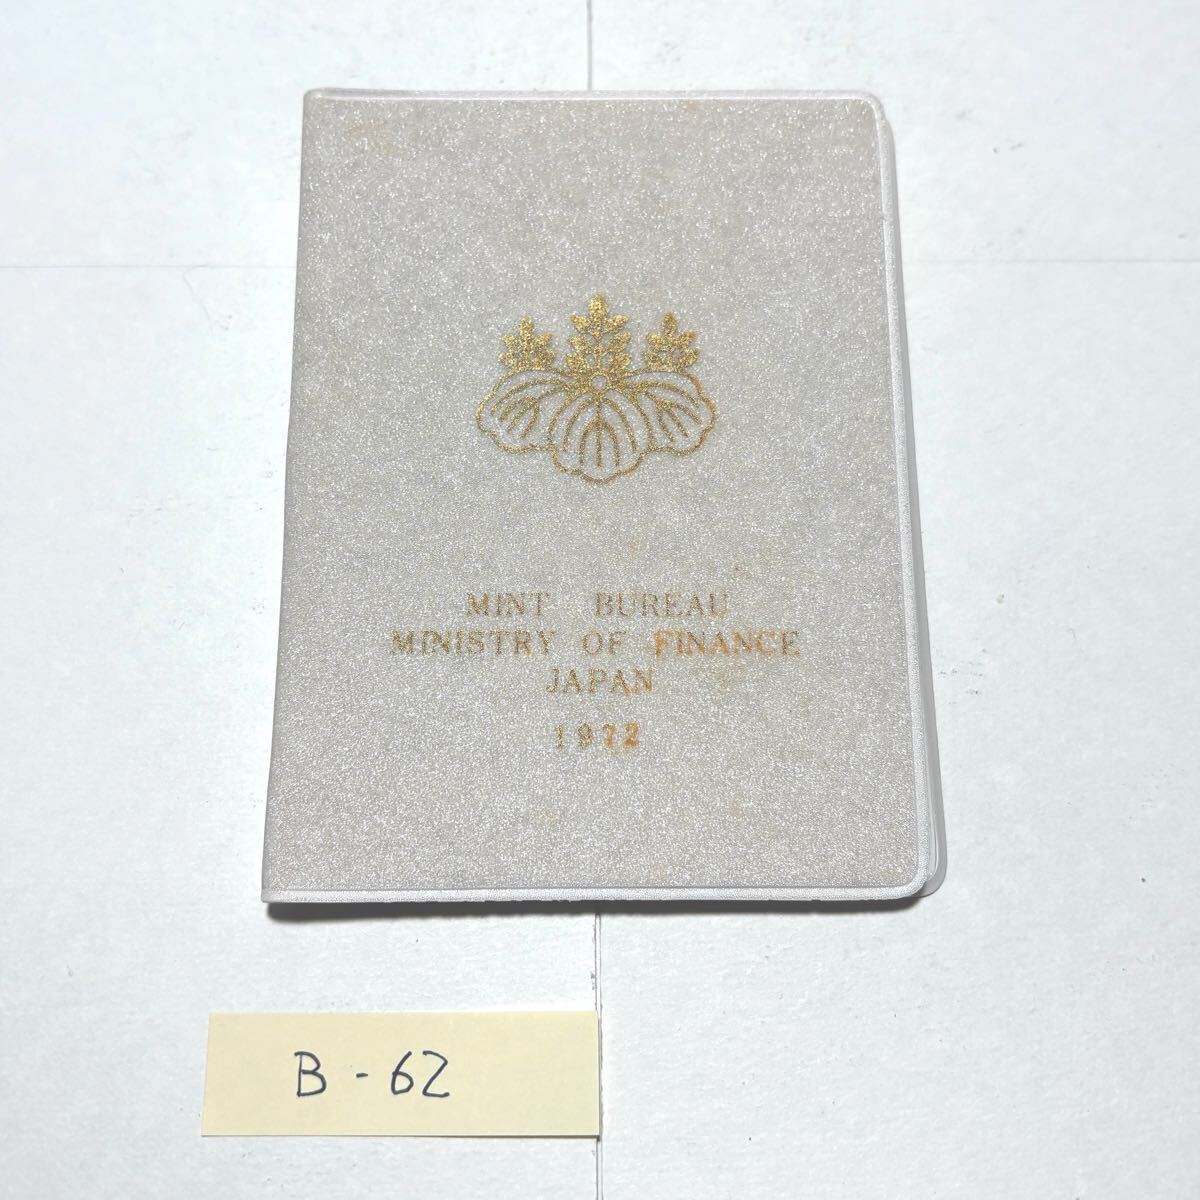 MINT BUREAU
MINISTRY OF FINANCE
JAPAN
1972
B-62